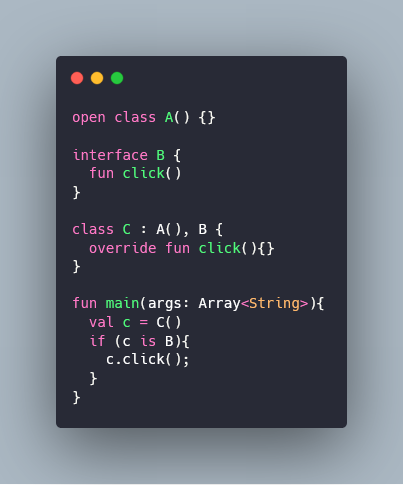 open class A() {}

interface B {
  fun click()
}

class C : A(), B {
  override fun click(){}
}

fun main(args: Array<String>){
  val c = C()
  if (c is B){
    c.click();
  }
}